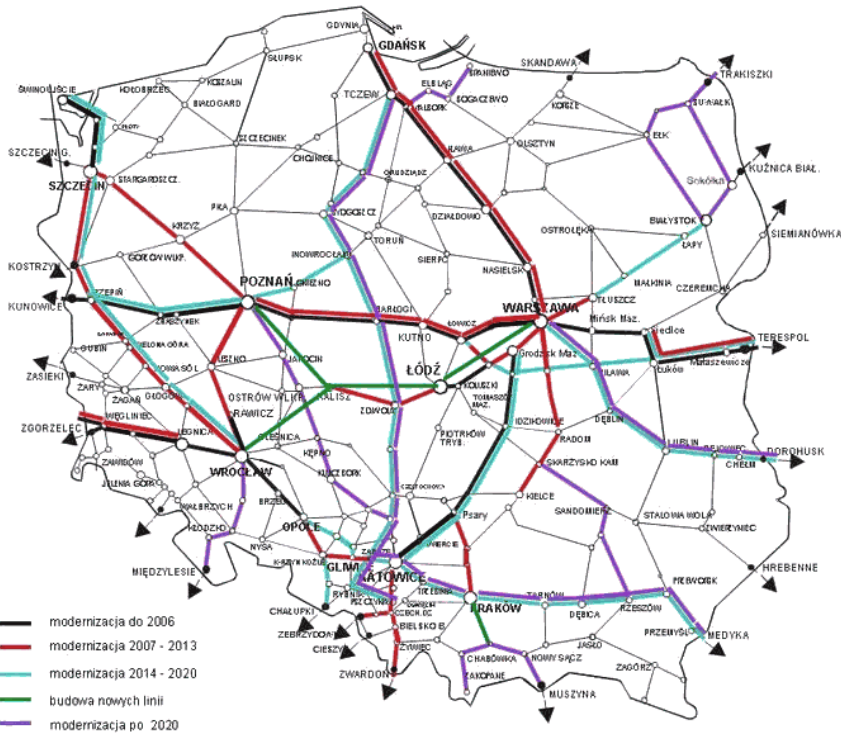 GDYNIA
GDAŃSK
SŁUPSK
SKANDAWA
TRAKISZKI
ŚWINOUJŚCIE
KOŁOBRZEG
KOSZALIN
BIAŁOGARD
TCZEW
ELBLĄG
BOGACZEWO
KORSZE
SUWAŁKI
SZCZECIN G.
SZCZECINEK
CHOJNICE
IŁAWA
OLSZTYN
EŁK
KUŹNICA BIAŁ.
SZCZECIN
STARGARD SZCZ.
GRUDZIĄDZ
Sokółka
PIŁA
BYDGOSZCZ
DZIAŁDOWO
BIAŁYSTOK
KRZYŻ
TORUŃ
OSTROŁĘKA
ŁAPY
SIEMIANÓWKA
KOSTRZYN
GORZÓW WLKP.
INOWROCŁAW
SIERPC
NASIELSK
MAŁKINIA
CZEREMCHA
KUNOWICE
RZEPIN
POZNAŃ
GNIEZNO
WARSZAWA
TŁUSZCZ
ZBĄSZYNEK
BARŁOGI
KUTNO
ŁOWICZ
Mińsk Maz.
Siedlce
TERESPOL
GUBIN
ZIELONA GÓRA
Grodzisk Maz.
Małaszewicze
ZASIEKI
NOWA SÓL
LESZNO
JAROCIN
ŁÓDŹ
Łuków
ŻARY
ŻAGAŃ
GŁOGÓW
OSTRÓW WLKP.
KALISZ
KOLUSZKI
TOMASZÓW
MAZ.
DĘBLIN
RAWICZ
ZGORZELEC
WĘGLINIEC
LEGNICA
OLEŚNICA
IDZIKOWICE
RADOM
PIOTRKÓW
TRYB.
LUBLIN
DOROHUSK
CHEŁM
WROCŁAW
KĘPNO
KLUCZBORK
SKARŻYSKO KAM
JELENIA GÓRA
WAŁBRZYCH
BRZEG
CZĘSTOCHOWA
KIELCE
SANDOMIERZ
STALOWA WOLA
ZWIERZYNIEC
OPOLE
Psary
KŁODZKO
NYSA
MIĘDZYLESIE
GLIWICE
KATOWICE
HREBENNE
RYBNIK
PSZCZYNA
TRZEBINIA
KRAKÓW
TARNÓW
DĘBICA
RZESZÓW
PRZEWORSK
CHAŁUPKI
PRZEMYŚL
MEDYKA
ZEBRZYDOWICE
BIELSKO B.
CIESZYN
ŻYWIEC
CHABÓWKA
NOWY SĄCZ
JASŁO
ZAGÓRZ
ZWARDOŃ
ZAKOPANE
MUSZYNA
modernizacja do 2006
modernizacja 2007 - 2013
modernizacja 2014 - 2020
budowa nowych linii
modernizacja po 2020